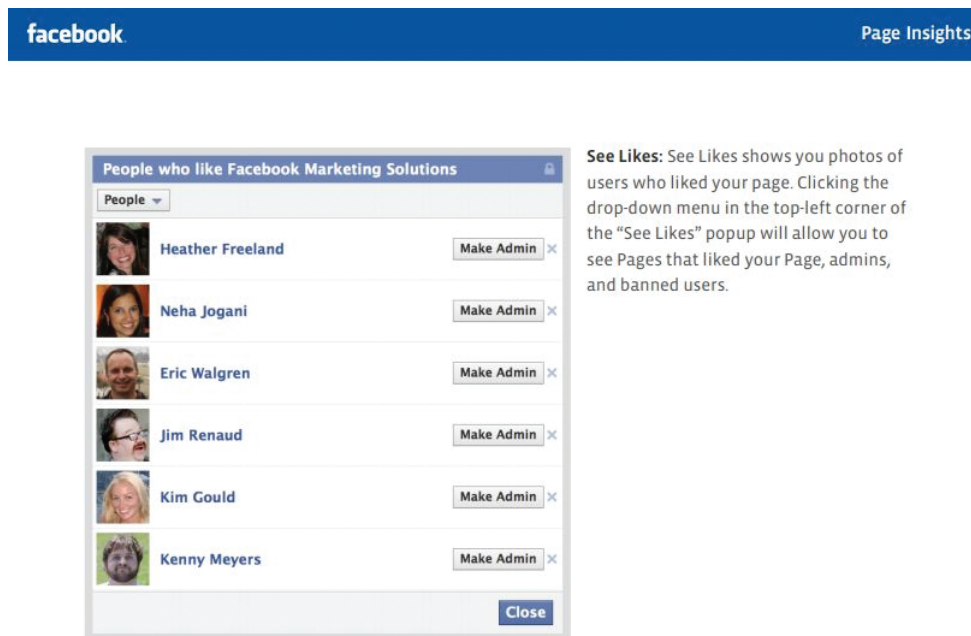 facebook.
Page Insights
People who like Facebook Marketing Solutions
People
Heather Freeland
Make Admin
Neha Jogani
Make Admin
Eric Walgren
Make Admin
Jim Renaud
Make Admin
Kim Gould
Make Admin
Kenny Meyers
Make Admin
Close
See Likes: See Likes shows you photos of
users who liked your page. Clicking the
drop-down menu in the top-left corner of
the “See Likes” popup will allow you to
see Pages that liked your Page, admins,
and banned users.